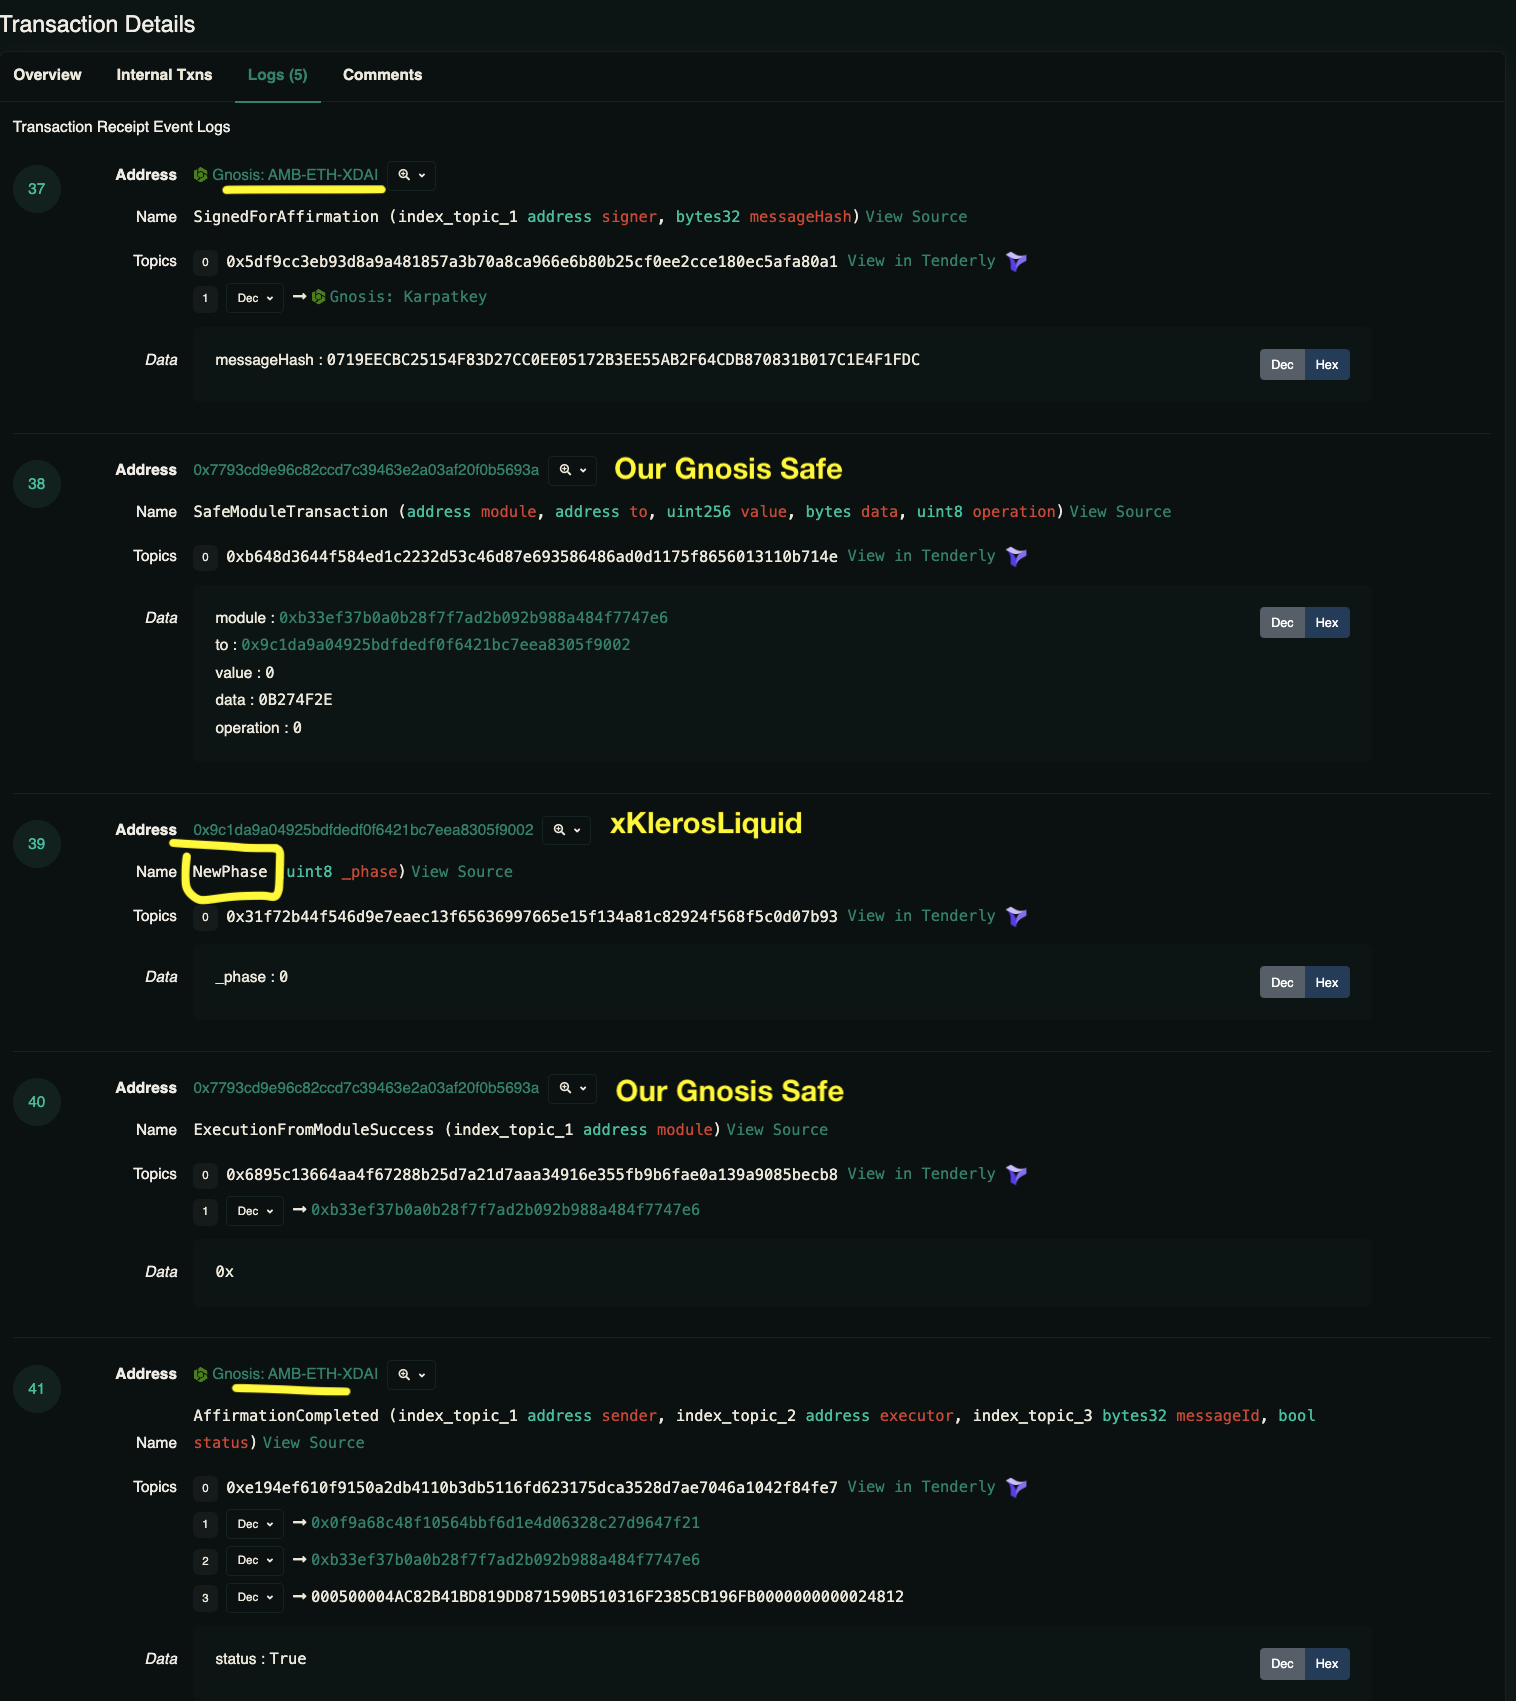 Transaction Details
Overview Internal Txns Logs (5) Comments
Transaction Receipt Event Logs
37
Address Gnosis: AMB-ETH-XDAI
Name SignedForAffirmation (index_topic_1 address signer, bytes32 messageHash) View Source
Topics 0 0x5df9cc3eb93d8a9a481857a3b70a8ca966e6b80b25cf0ee2cce180ec5afa80a1 View in Tenderly
1 Dec → Gnosis: Karpatkey
Data messageHash : 0719EECBC25154F83D27CC0EE05172B3EE55AB2F64CDB870831B017C1E4F1FDC Dec Hex
38
Address 0x7793cd9e96c82ccd7c39463e2a03af20f0b5693a Our Gnosis Safe
Name SafeModuleTransaction (address module, address to, uint256 value, bytes data, uint8 operation) View Source
Topics 0 0xb648d3644f584ed1c2232d53c46d87e693586486ad0d1175f8656013110b714e View in Tenderly
Data module : 0xb33ef37b0a0b28f7f7ad2b092b988a484f7747e6 Dec Hex
to : 0x9c1da9a04925bdfdedf0f6421bc7eea8305f9002
value : 0
data : 0B274F2E
operation : 0
39
Address 0x9c1da9a04925bdfdedf0f6421bc7eea8305f9002 xKlerosLiquid
Name NewPhase uint8 _phase) View Source
Topics 0 0x31f72b44f546d9e7eaec13f65636997665e15f134a81c82924f568f5c0d07b93 View in Tenderly
Data _phase : 0 Dec Hex
40
Address 0x7793cd9e96c82ccd7c39463e2a03af20f0b5693a Our Gnosis Safe
Name ExecutionFromModuleSuccess (index_topic_1 address module) View Source
Topics 0 0x6895c13664aa4f67288b25d7a21d7aaa34916e355fb9b6fae0a139a9085becb8 View in Tenderly
1 Dec → 0xb33ef37b0a0b28f7f7ad2b092b988a484f7747e6
Data 0x
41
Address Gnosis: AMB-ETH-XDAI
AffirmationCompleted (index_topic_1 address sender, index_topic_2 address executor, index_topic_3 bytes32 messageId, bool
Name status) View Source
Topics 0 0xe194ef610f9150a2db4110b3db5116fd623175dca3528d7ae7046a1042f84fe7 View in Tenderly
1 Dec → 0x0f9a68c48f10564bbf6d1e4d06328c27d9647f21
2 Dec → 0xb33ef37b0a0b28f7f7ad2b092b988a484f7747e6
3 Dec → 000500004AC82B41BD819DD871590B510316F2385CB196FB0000000000024812
Data status : True Dec Hex